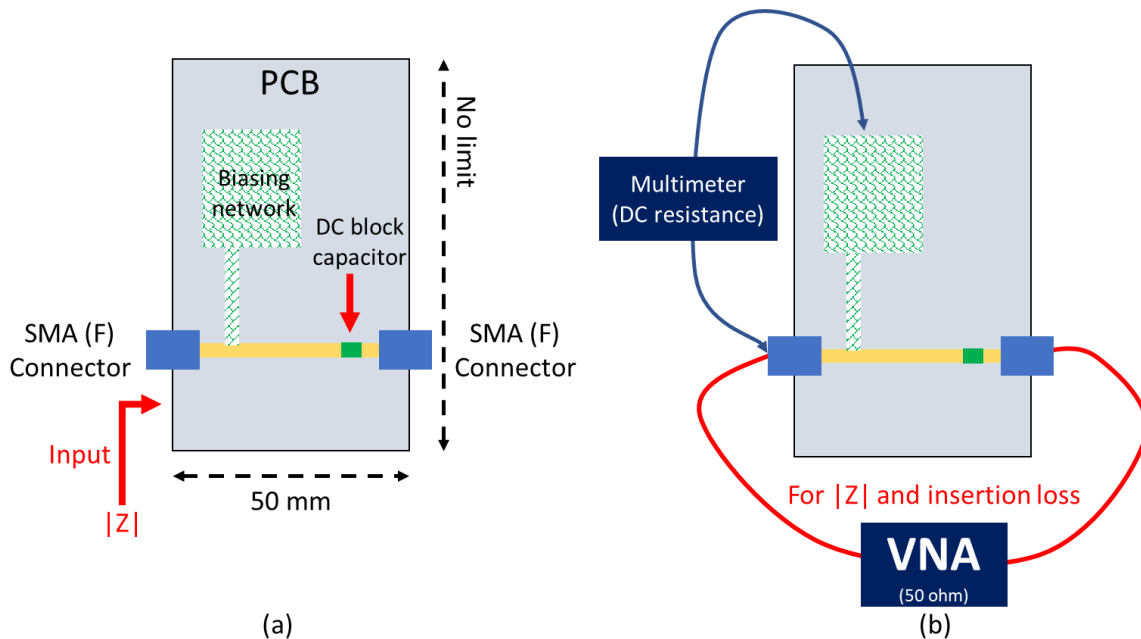 PCB
Biasing
network
DC block
capacitor
No limit
SMA (F)
Connector
SMA (F)
Connector
Input
|Z|
50 mm
(a)
Multimeter
(DC resistance)
For |Z| and insertion loss
VNA
(50 ohm)
(b)